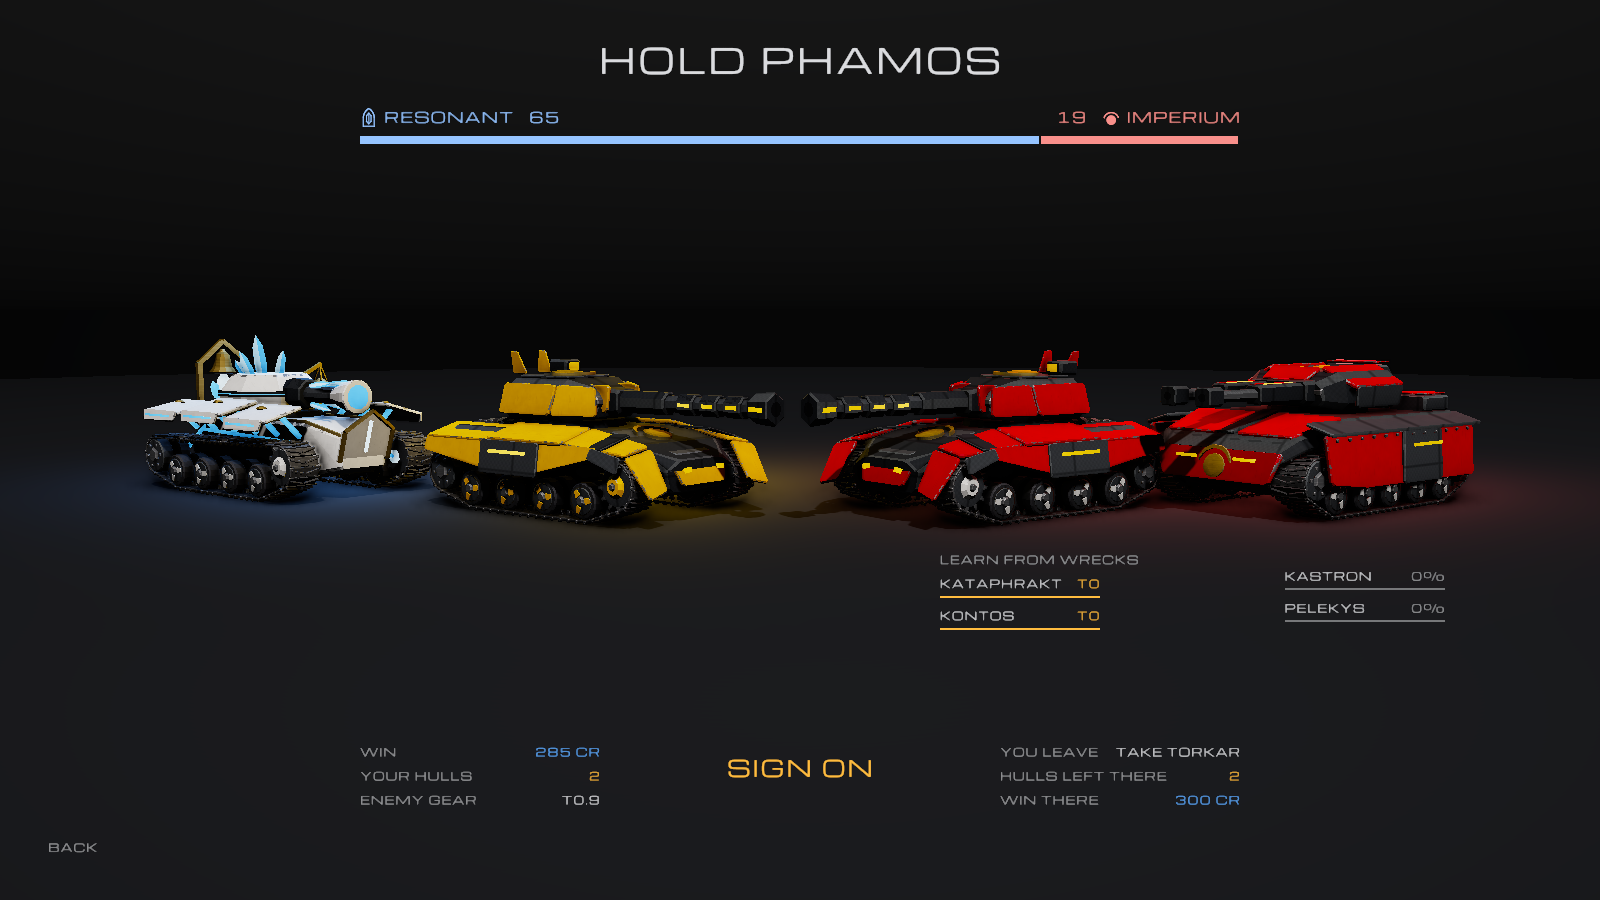 HOLD PHAMOS
RESONANT 65
19 IMPERIUM
LEARN FROM WRECKS
KATAPHRAKT T0
KONTOS T0
KASTRON 0%
PELEKYS 0%
WIN 285 CR
YOUR HULLS 2
ENEMY GEAR T0.9
SIGN ON
YOU LEAVE TAKE TORKAR
HULLS LEFT THERE 2
WIN THERE 300 CR
BACK